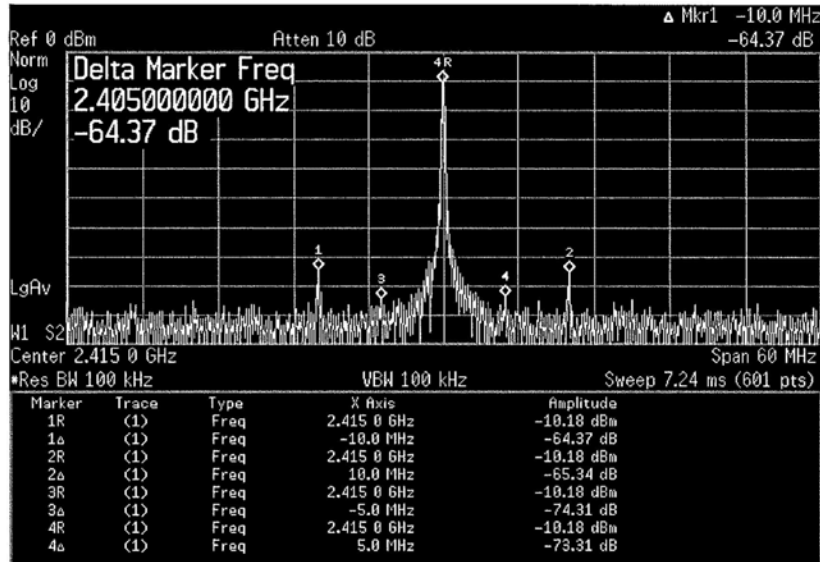 Δ Mkr1 -10.0 MHz
Ref 0 dBm Atten 10 dB -64.37 dB
Norm
Log
10
dB/
Delta Marker Freq
2.405000000 GHz
-64.37 dB
4R
1
3
4
2
LgAv
W1 S2
Center 2.415 0 GHz Span 60 MHz
*Res BW 100 kHz VBW 100 kHz Sweep 7.24 ms (601 pts)
Marker Trace Type X Axis Amplitude
1R (1) Freq 2.415 0 GHz -10.18 dBm
1Δ (1) Freq -10.0 MHz -64.37 dB
2R (1) Freq 2.415 0 GHz -10.18 dBm
2Δ (1) Freq 10.0 MHz -65.34 dB
3R (1) Freq 2.415 0 GHz -10.18 dBm
3Δ (1) Freq -5.0 MHz -74.31 dB
4R (1) Freq 2.415 0 GHz -10.18 dBm
4Δ (1) Freq 5.0 MHz -73.31 dB